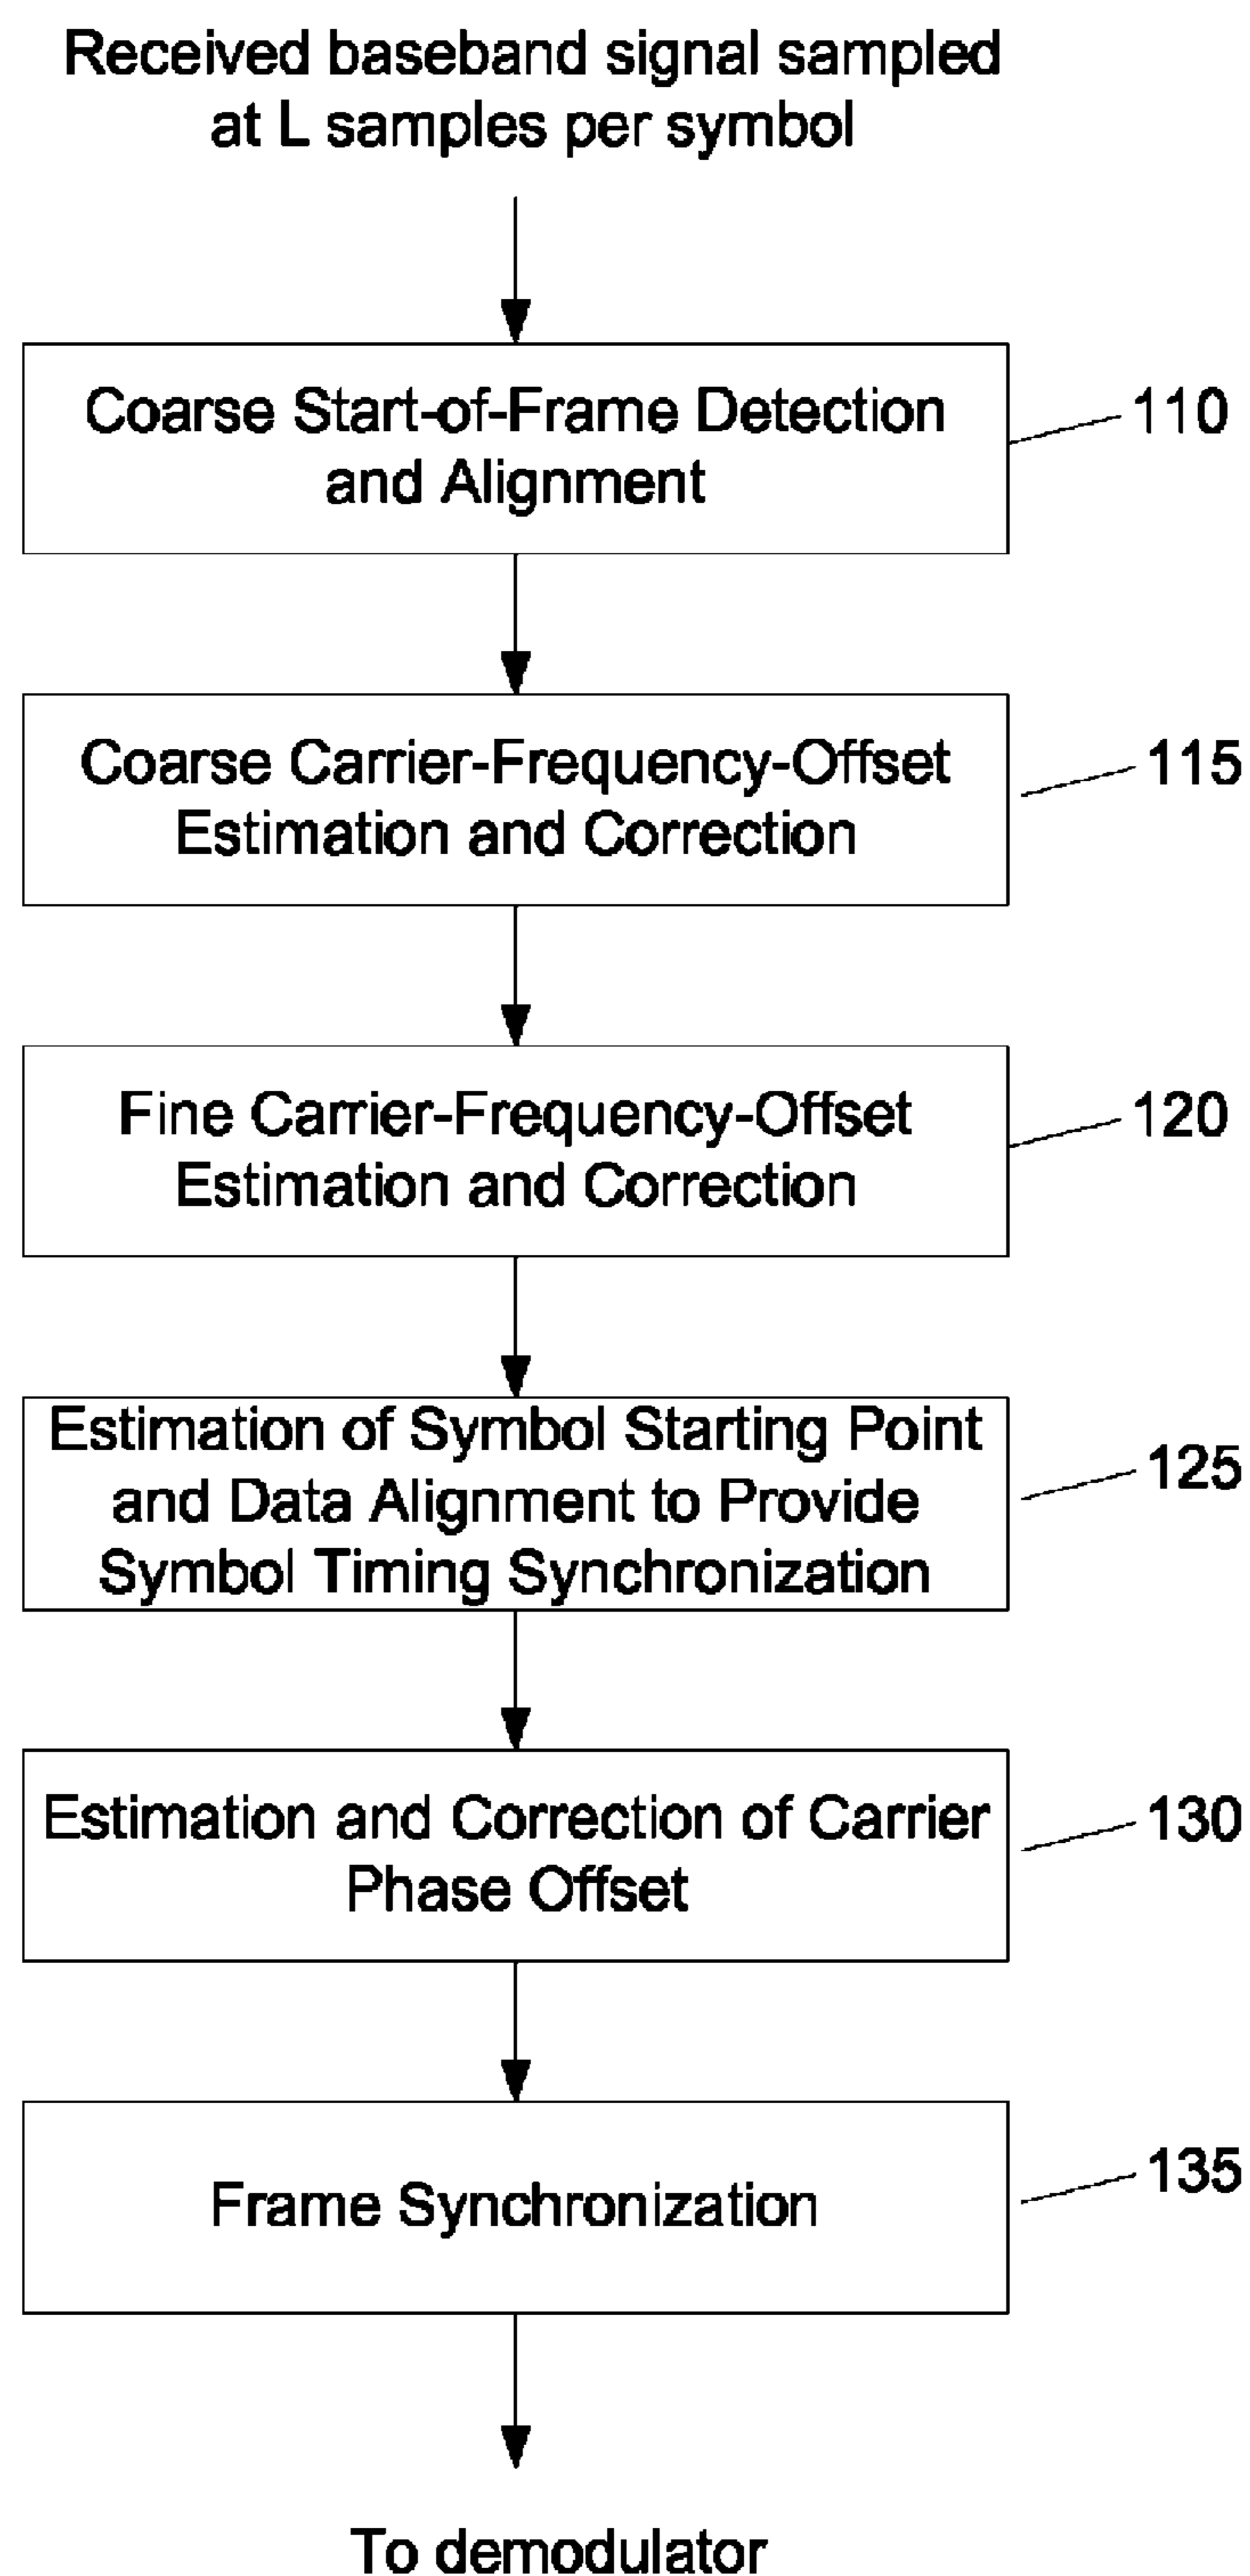 Received baseband signal sampled
at L samples per symbol
Coarse Start-of-Frame Detection
and Alignment
110
Coarse Carrier-Frequency-Offset
Estimation and Correction
115
Fine Carrier-Frequency-Offset
Estimation and Correction
120
Estimation of Symbol Starting Point
and Data Alignment to Provide
Symbol Timing Synchronization
125
Estimation and Correction of Carrier
Phase Offset
130
Frame Synchronization
135
To demodulator